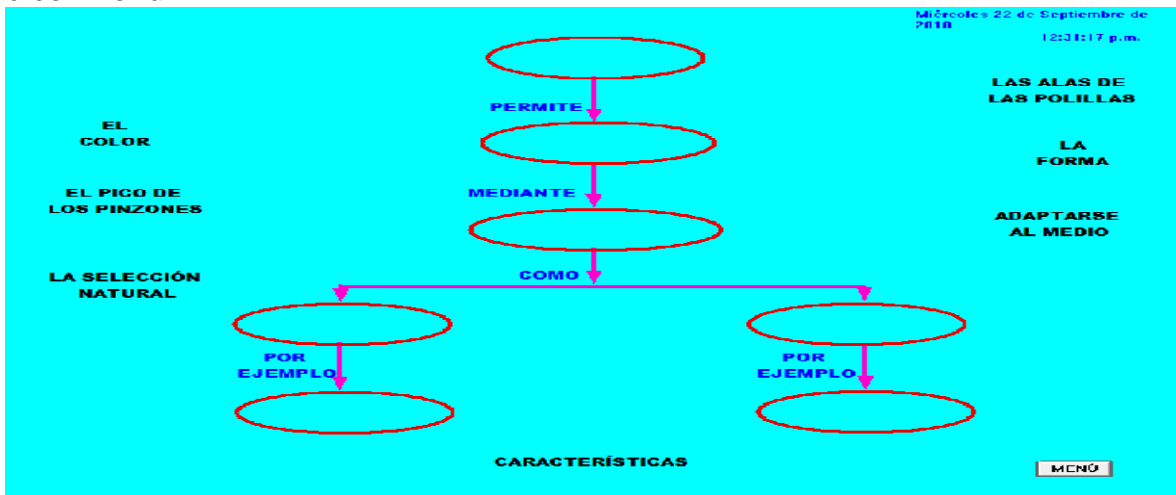 Miércoles 22 de Septiembre de
2010
12:31:17 p.m.
PERMITE
LAS ALAS DE
LAS POLILLAS
EL
COLOR
LA
FORMA
EL PICO DE
LOS PINZONES
MEDIANTE
ADAPTARSE
AL MEDIO
COMO
LA SELECCIÓN
NATURAL
POR
EJEMPLO
POR
EJEMPLO
CARACTERÍSTICAS
MENÚ